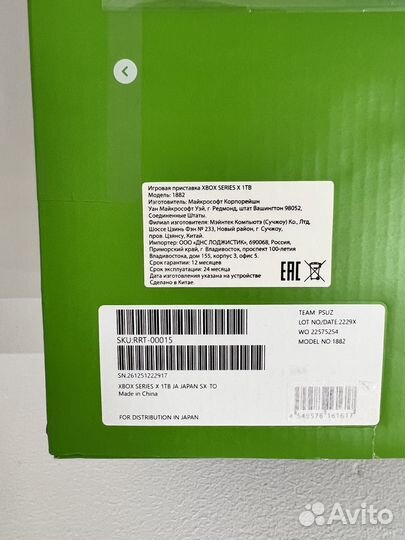 Игровая приставка XBOX SERIES X 1TB
Модель: 1882
Изготовитель: Майкрософт Корпорейшн
Уан Майкрософт Уэй, г. Редмонд, штат Вашингтон 98052,
Соединенные Штаты.
Филиал изготовителя: Мэйнтек Компьютэ (Сучжоу) Ко., Лтд,
Шоссе Цзинь Фэн № 233, Новый район, г. Сучжоу,
пров. Цзянсу, Китай.
Импортер: ООО «ДНС ЛОДЖИСТИК», 690068, Россия,
Приморский край, г. Владивосток, проспект 100-летия
Владивостока, дом 155, корпус 3, офис 5.
Срок гарантии: 12 месяцев
Срок эксплуатации: 24 месяца
Дата изготовления указана на устройстве
Сделано в Китае.
EAC
SKU:RRT-00015
SN:261251222917
XBOX SERIES X 1TB JA JAPAN SX TO
Made in China
FOR DISTRIBUTION IN JAPAN
TEAM: PSUZ
LOT NO/DATE:2229X
WO 22575254
MODEL NO 1882
4 549576 161617
Avito